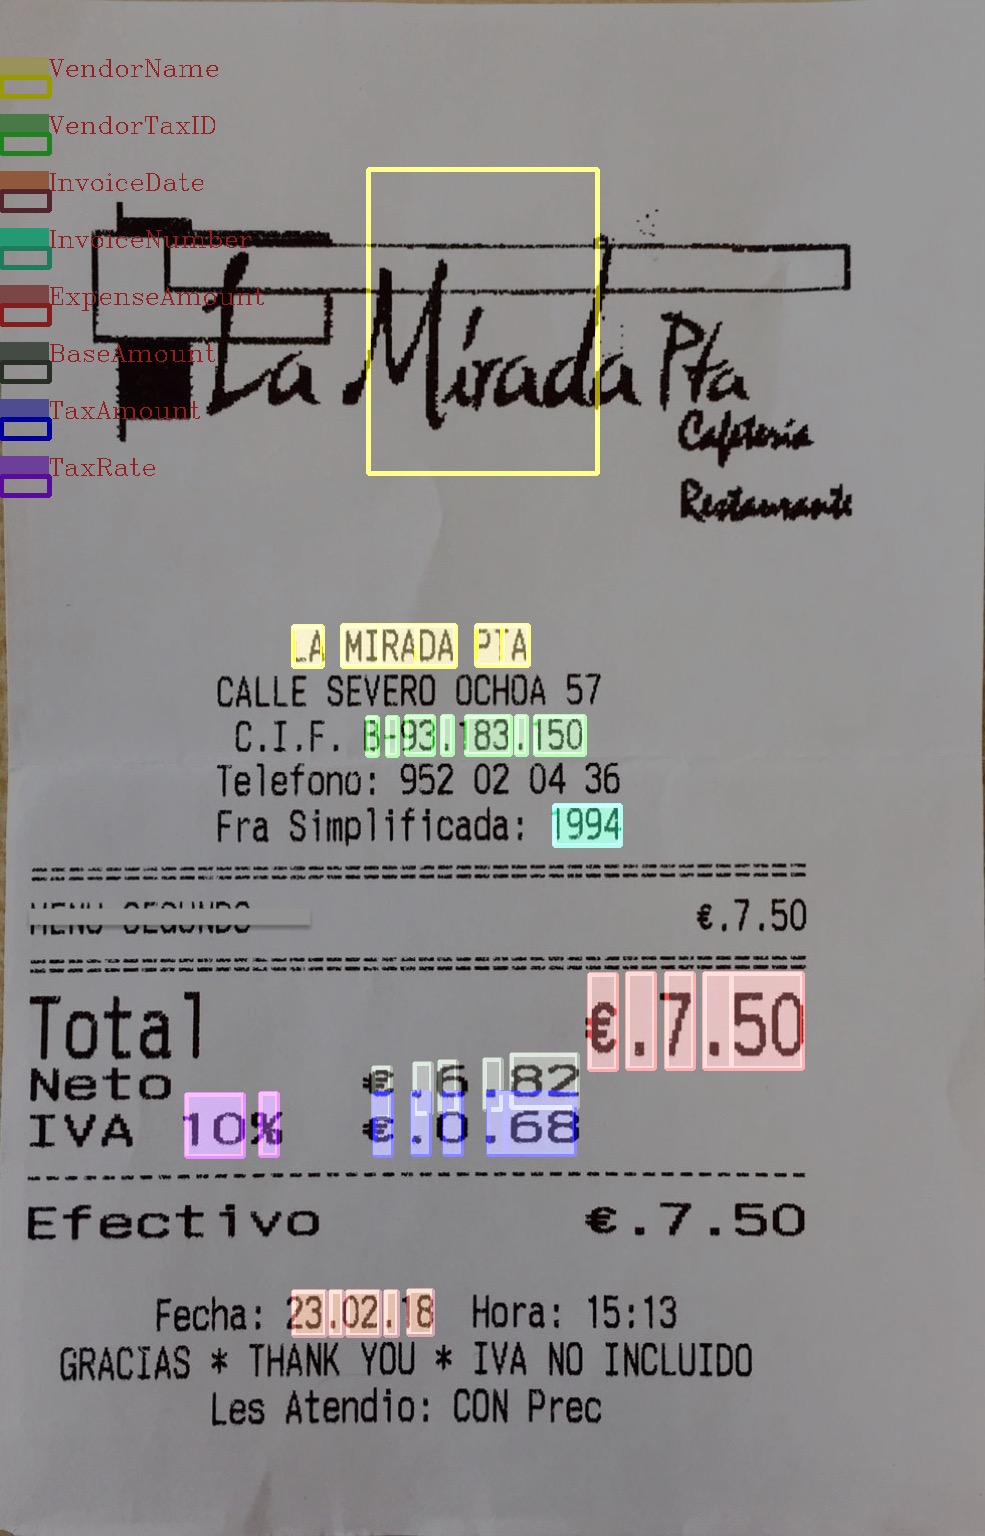 VendorName
VendorTaxID
InvoiceDate
InvoiceNumber
ExpenseAmount
BaseAmount
TaxAmount
TaxRate
La Mirada Pta
Cafeteria
Restaurante
LA MIRADA PTA
CALLE SEVERO OCHOA 57
C.I.F. B-93.183.150
Telefono: 952 02 04 36
Fra Simplificada: 1994
MENU SEGUNDO €.7.50
Total €.7.50
Neto €.6.82
IVA 10% €.0.68
Efectivo €.7.50
Fecha: 23.02.18 Hora: 15:13
GRACIAS * THANK YOU * IVA NO INCLUIDO
Les Atendio: CON Prec